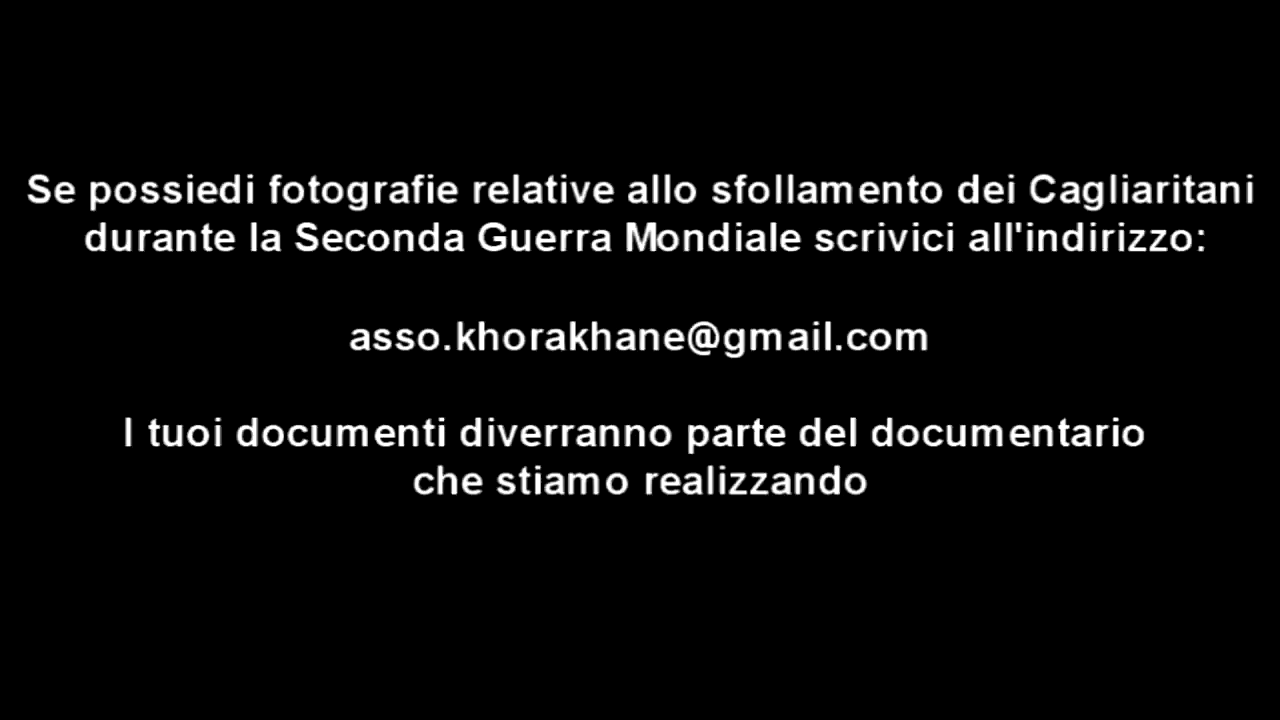 Se possiedi fotografie relative allo sfollamento dei Cagliaritani
durante la Seconda Guerra Mondiale scrivici all'indirizzo:
asso.khorakhane@gmail.com
I tuoi documenti diverranno parte del documentario
che stiamo realizzando